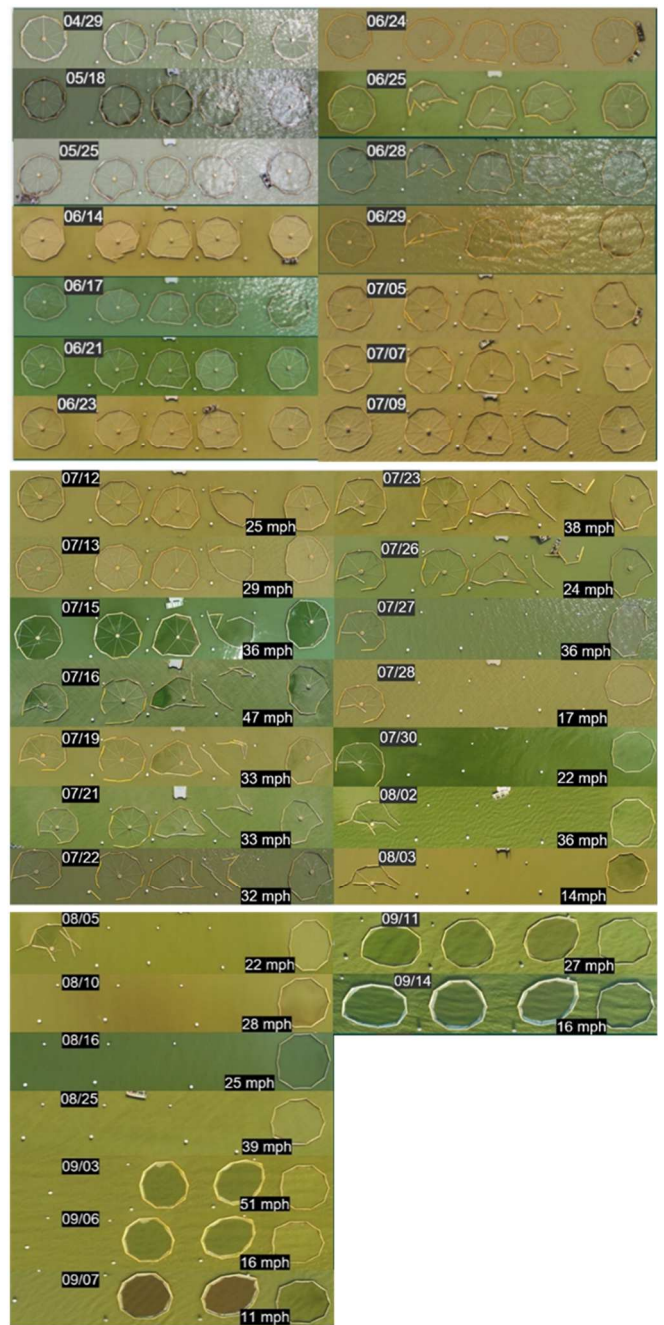 04/29
05/18
05/25
06/14
06/17
06/21
06/23
06/24
06/25
06/28
06/29
07/05
07/07
07/09
07/12
25 mph
07/13
29 mph
07/15
36 mph
07/16
47 mph
07/19
33 mph
07/21
33 mph
07/22
32 mph
07/23
38 mph
07/26
24 mph
07/27
36 mph
07/28
17 mph
07/30
22 mph
08/02
36 mph
08/03
14mph
08/05
22 mph
08/10
28 mph
08/16
25 mph
08/25
39 mph
09/03
51 mph
09/06
16 mph
09/07
11 mph
09/11
27 mph
09/14
16 mph